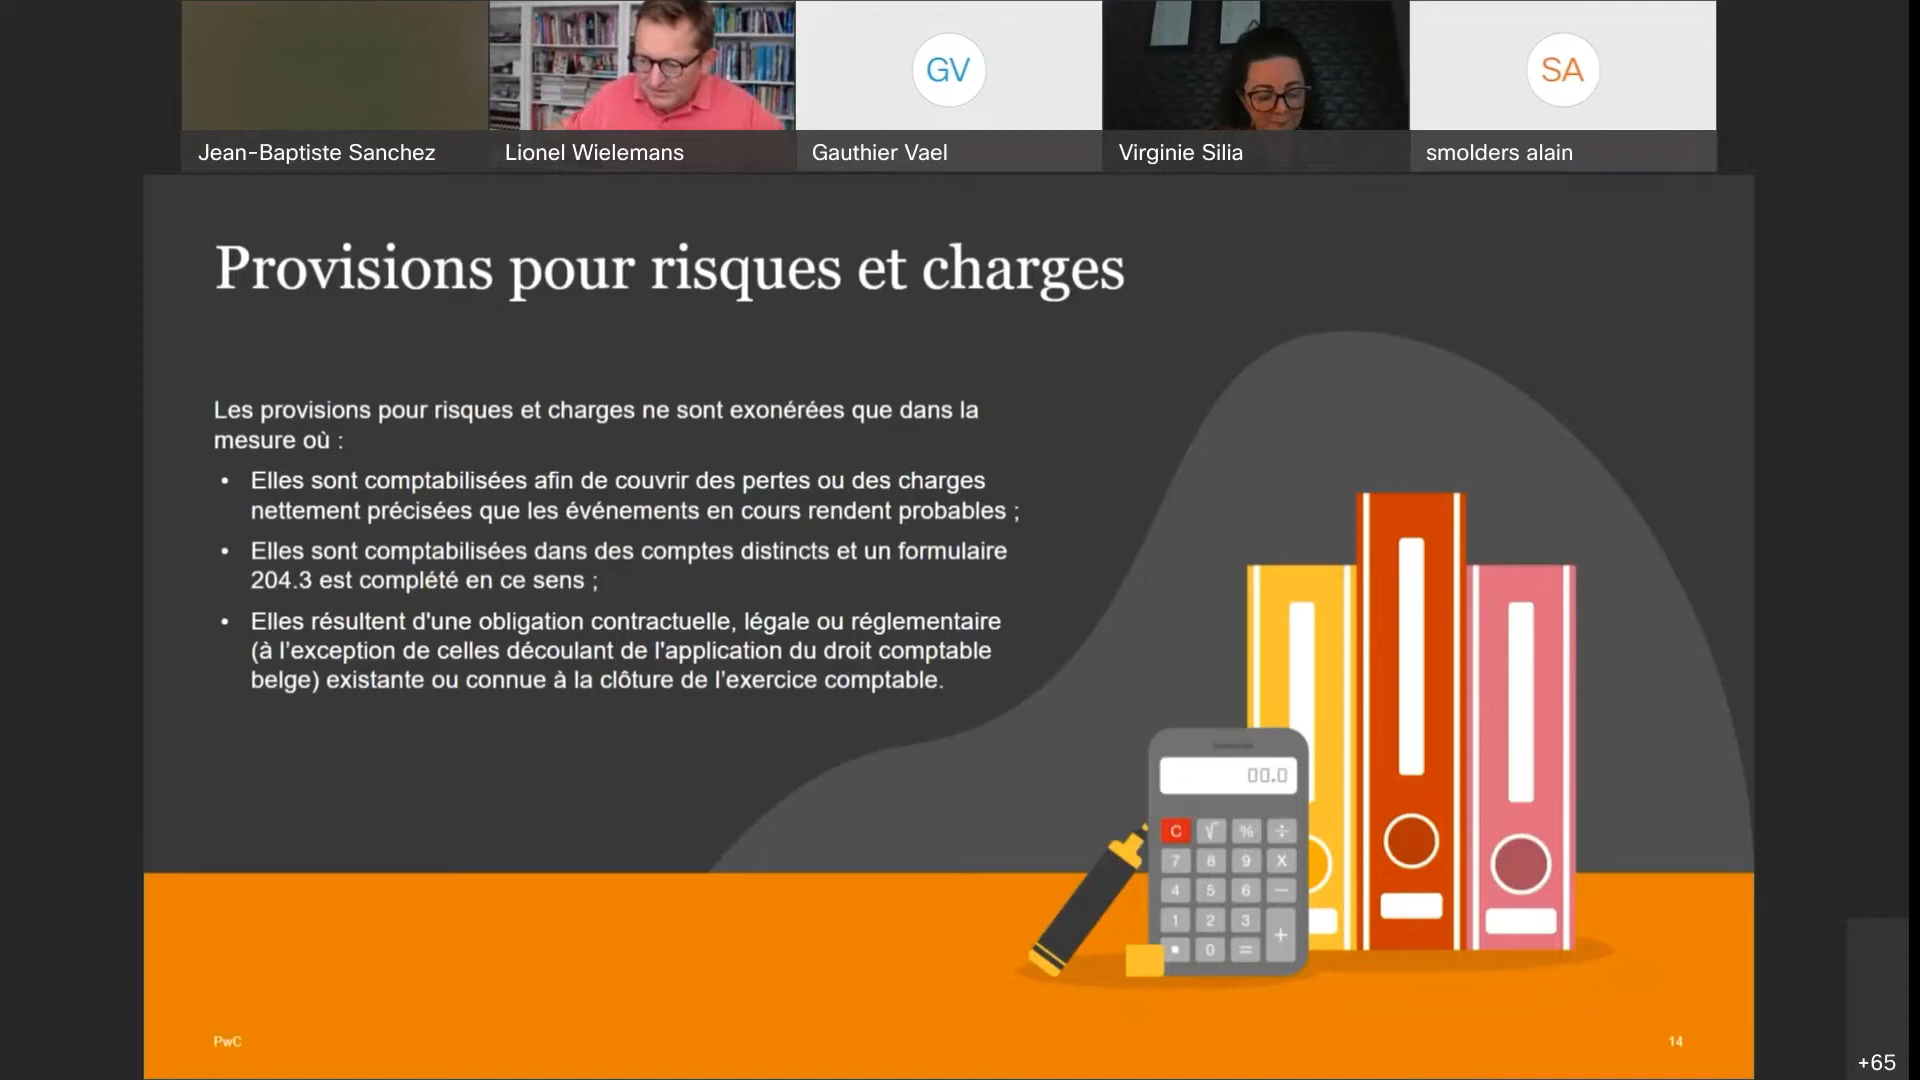 GV
SA
Jean-Baptiste Sanchez
Lionel Wielemans
Gauthier Vael
Virginie Silia
smolders alain
Provisions pour risques et charges
Les provisions pour risques et charges ne sont exonérées que dans la
mesure où :
• Elles sont comptabilisées afin de couvrir des pertes ou des charges
nettement précisées que les événements en cours rendent probables ;
• Elles sont comptabilisées dans des comptes distincts et un formulaire
204.3 est complété en ce sens ;
• Elles résultent d'une obligation contractuelle, légale ou réglementaire
(à l’exception de celles découlant de l'application du droit comptable
belge) existante ou connue à la clôture de l’exercice comptable.
00.0
C √ % ÷
7 8 9 X
4 5 6 —
1 2 3 +
▪ 0 =
PwC
14
+65